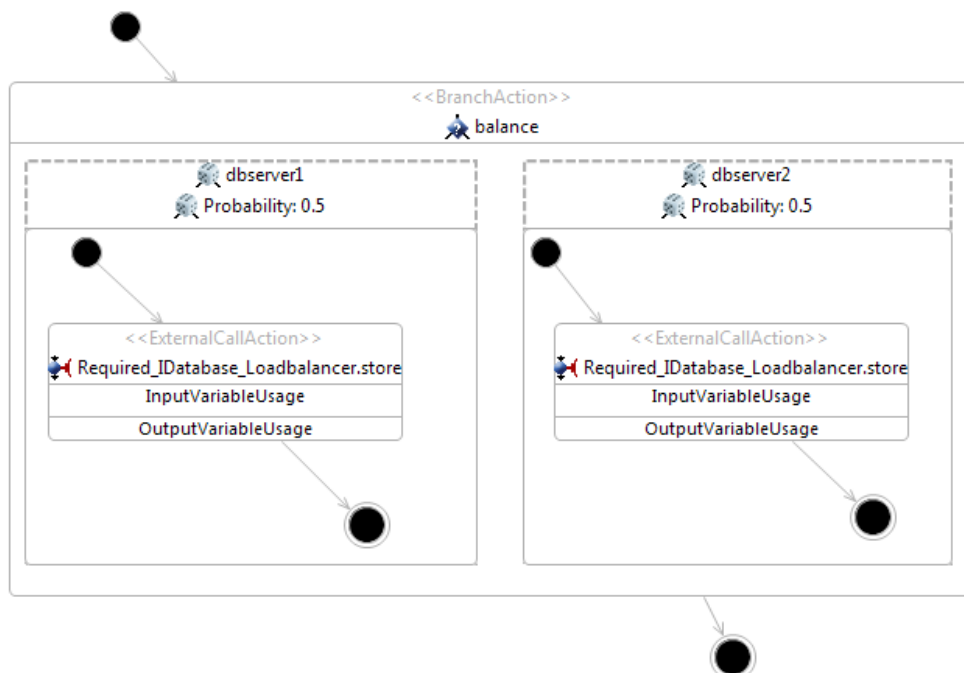 <<BranchAction>>
balance
dbserver1
Probability: 0.5
<<ExternalCallAction>>
Required_IDatabase_Loadbalancer.store
InputVariableUsage
OutputVariableUsage
dbserver2
Probability: 0.5
<<ExternalCallAction>>
Required_IDatabase_Loadbalancer.store
InputVariableUsage
OutputVariableUsage